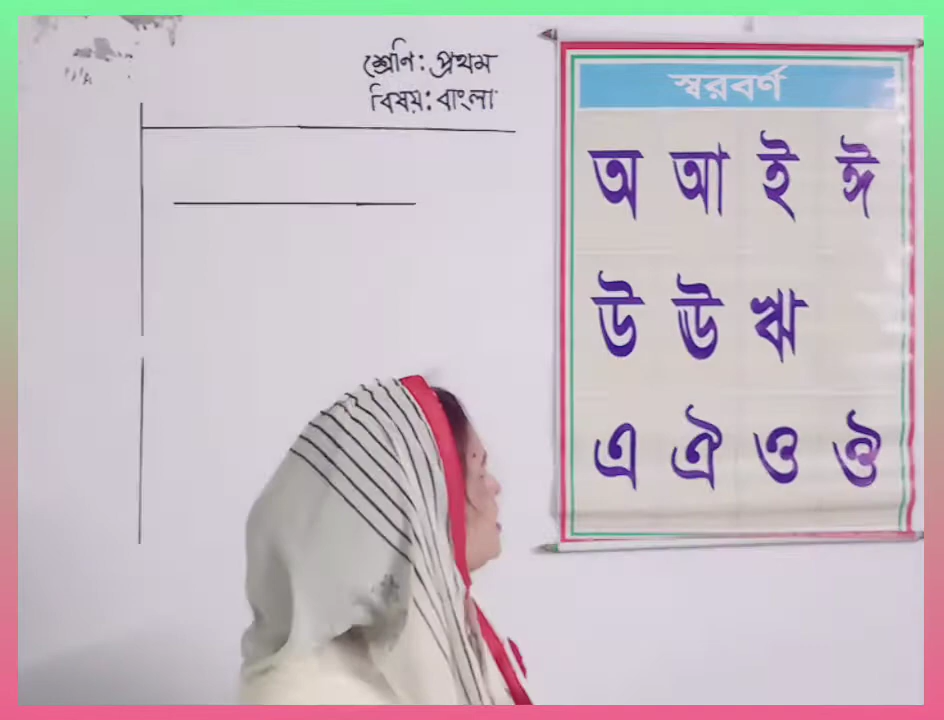 শ্রেণি: প্রথম
বিষয়: বাংলা
স্বরবর্ণ
অ আ ই ঈ
উ ঊ ঋ
এ ঐ ও ঔ